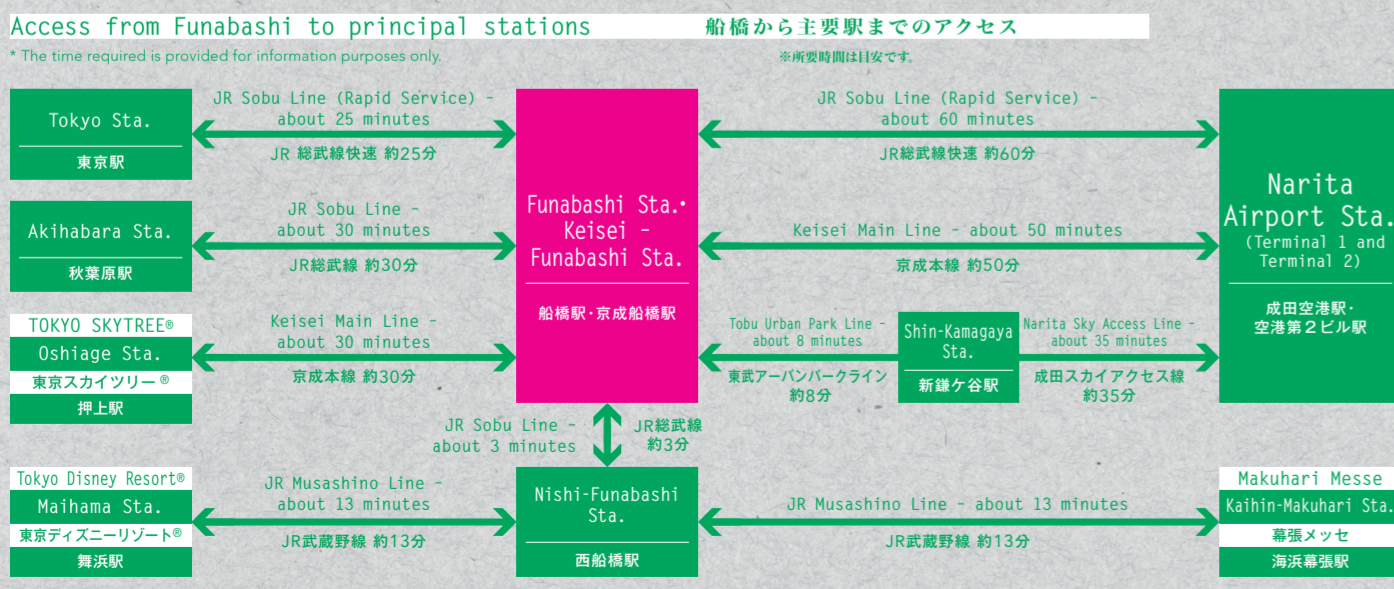 Access from Funabashi to principal stations
船橋から主要駅までのアクセス
* The time required is provided for information purposes only.
※所要時間は目安です。
Tokyo Sta.
東京駅
JR Sobu Line (Rapid Service) –
about 25 minutes
JR 総武線快速 約25分
Akihabara Sta.
秋葉原駅
JR Sobu Line –
about 30 minutes
JR総武線 約30分
TOKYO SKYTREE®
Oshiage Sta.
東京スカイツリー®
押上駅
Keisei Main Line –
about 30 minutes
京成本線 約30分
Funabashi Sta.・
Keisei –
Funabashi Sta.
船橋駅・京成船橋駅
JR Sobu Line (Rapid Service) –
about 60 minutes
JR総武線快速 約60分
Keisei Main Line – about 50 minutes
京成本線 約50分
Tobu Urban Park Line –
about 8 minutes
東武アーバンパークライン
約8分
Shin-Kamagaya
Sta.
新鎌ケ谷駅
Narita Sky Access Line –
about 35 minutes
成田スカイアクセス線
約35分
Narita
Airport Sta.
(Terminal 1 and
Terminal 2)
成田空港駅・
空港第2ビル駅
JR Sobu Line –
about 3 minutes
JR総武線
約3分
Tokyo Disney Resort®
Maihama Sta.
東京ディズニーリゾート®
舞浜駅
JR Musashino Line –
about 13 minutes
JR武蔵野線 約13分
Nishi-Funabashi
Sta.
西船橋駅
JR Musashino Line – about 13 minutes
JR武蔵野線 約13分
Makuhari Messe
Kaihin-Makuhari Sta.
幕張メッセ
海浜幕張駅